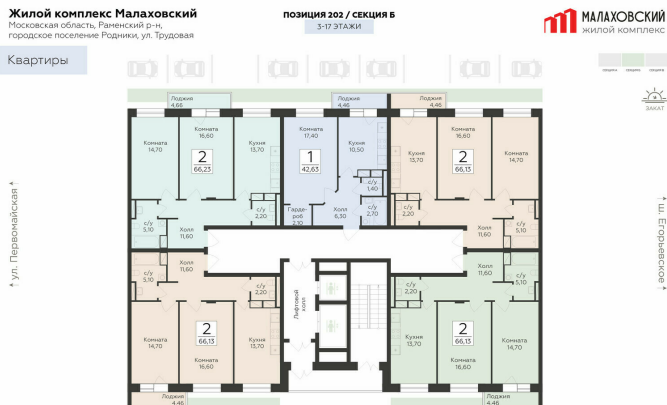 Жилой комплекс Малаховский
Московская область, Раменский р-н,
городское поселение Родники, ул. Трудовая
ПОЗИЦИЯ 202 / СЕКЦИЯ Б
3-17 ЭТАЖИ
МАЛАХОВСКИЙ
ЖИЛОЙ КОМПЛЕКС
Квартиры
ЗАКАТ
ул. Первомайская
ш. Егорьевское
Лоджия
4.66
Лоджия
4.46
Лоджия
4.46
Комната
14,70
Комната
16,60
Кухня
13,70
2
66,23
с/у
5,10
Холл
11,60
с/у
2,20
Комната
17,40
Кухня
10,50
1
42,63
с/у
1,40
Гарде-
роб
2,10
Холл
6,30
с/у
2,70
Кухня
13,70
Комната
16,60
Комната
14,70
2
66,13
с/у
2,20
Холл
11,60
с/у
5,10
с/у
5,10
Холл
11,60
с/у
2,20
2
66,13
Комната
14,70
Комната
16,60
Кухня
13,70
Лоджия
4.46
Лифтовой
холл
с/у
2,20
Холл
11,60
с/у
5,10
2
66,13
Кухня
13,70
Комната
16,60
Комната
14,70
Лоджия
4.46